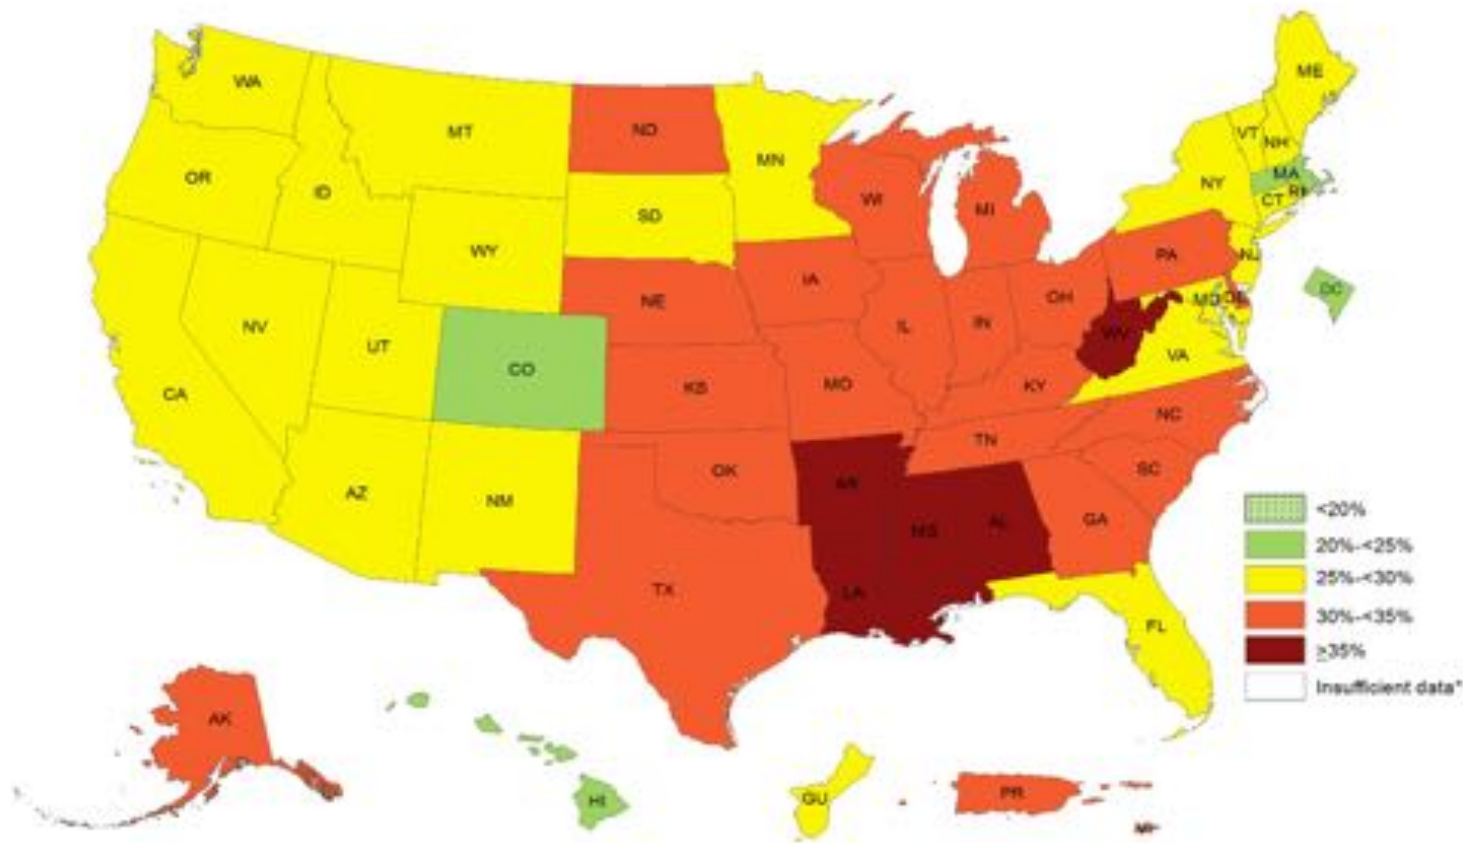 WA
MT
ND
MN
ME
VT
NH
OR
ID
SD
WI
MI
NY
MA
CT
RI
WY
IA
PA
NJ
NE
OH
MD
DE
DC
NV
UT
CO
IL
IN
WV
VA
CA
KS
MO
KY
NC
TN
AZ
NM
OK
AR
SC
MS
AL
GA
TX
LA
FL
<20%
20%-<25%
25%-<30%
30%-<35%
≥35%
Insufficient data*
AK
HI
GU
PR